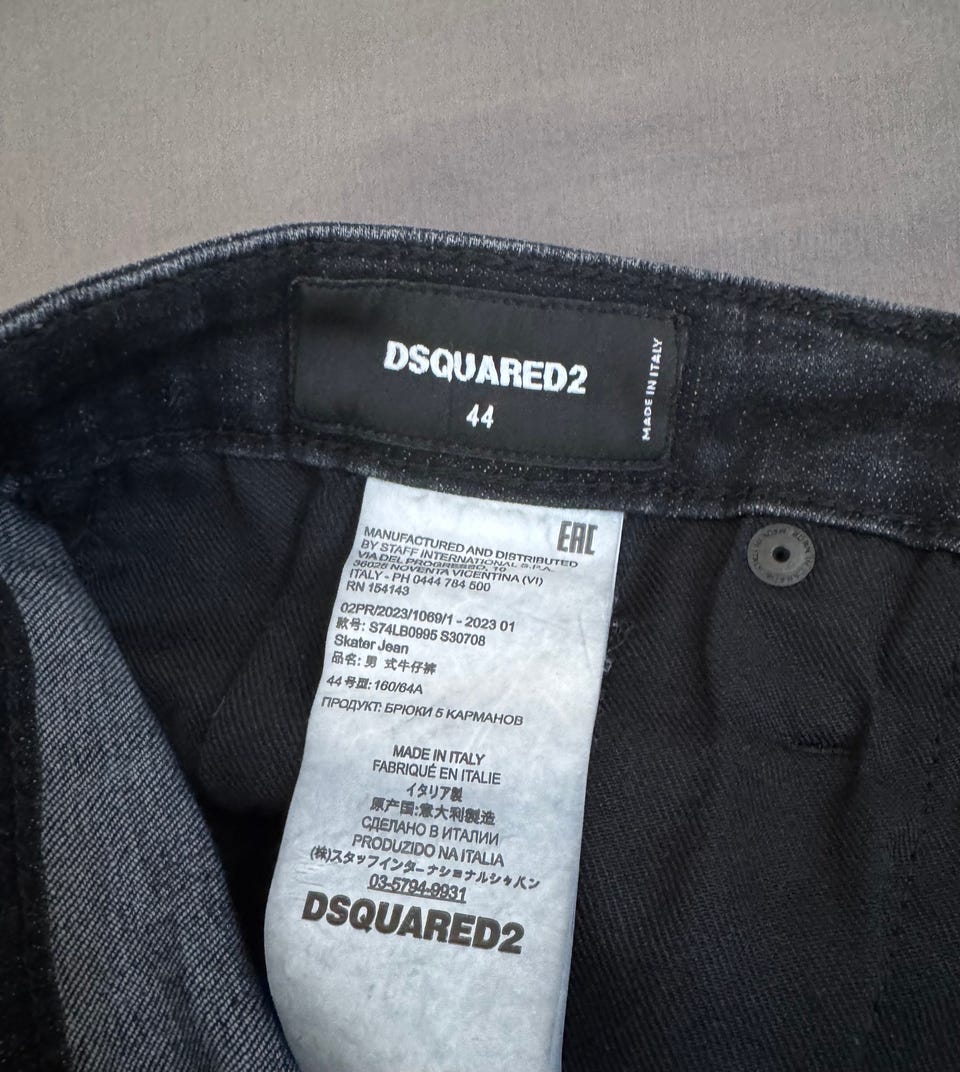 DSQUARED2
44
MADE IN ITALY
EAC
MANUFACTURED AND DISTRIBUTED
BY STAFF INTERNATIONAL S.P.A.
VIA DEL PROGRESSO, 10
36025 NOVENTA VICENTINA (VI)
ITALY - PH 0444 784 500
RN 154143
02PR/2023/1069/1 - 2023 01
款号: S74LB0995 S30708
Skater Jean
品名: 男 式牛仔裤
44 号型: 160/64A
ПРОДУКТ: БРЮКИ 5 КАРМАНОВ
MADE IN ITALY
FABRIQUÉ EN ITALIE
イタリア製
原产国:意大利製造
СДЕЛАНО В ИТАЛИИ
PRODUZIDO NA ITALIA
(株)スタッフインターナショナルジャパン
03-5794-9931
DSQUARED2